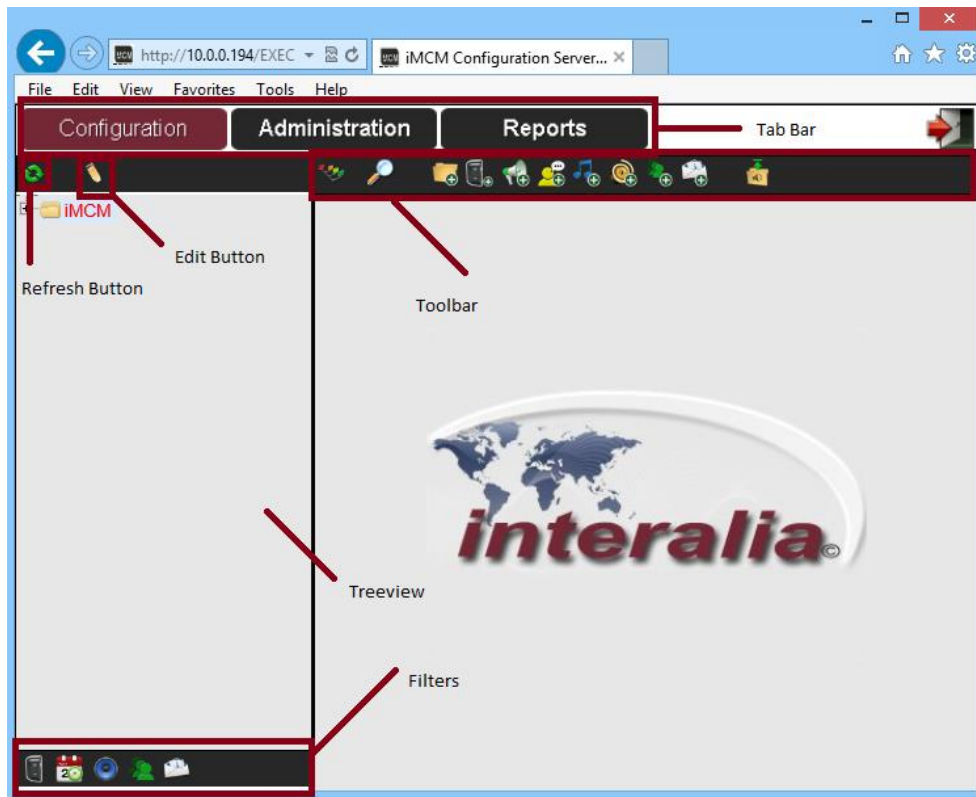 http://10.0.0.194/EXEC
iMCM Configuration Server...
File Edit View Favorites Tools Help
Configuration Administration Reports
Tab Bar
iMCM
Edit Button
Refresh Button
Toolbar
interalia©
Treeview
Filters